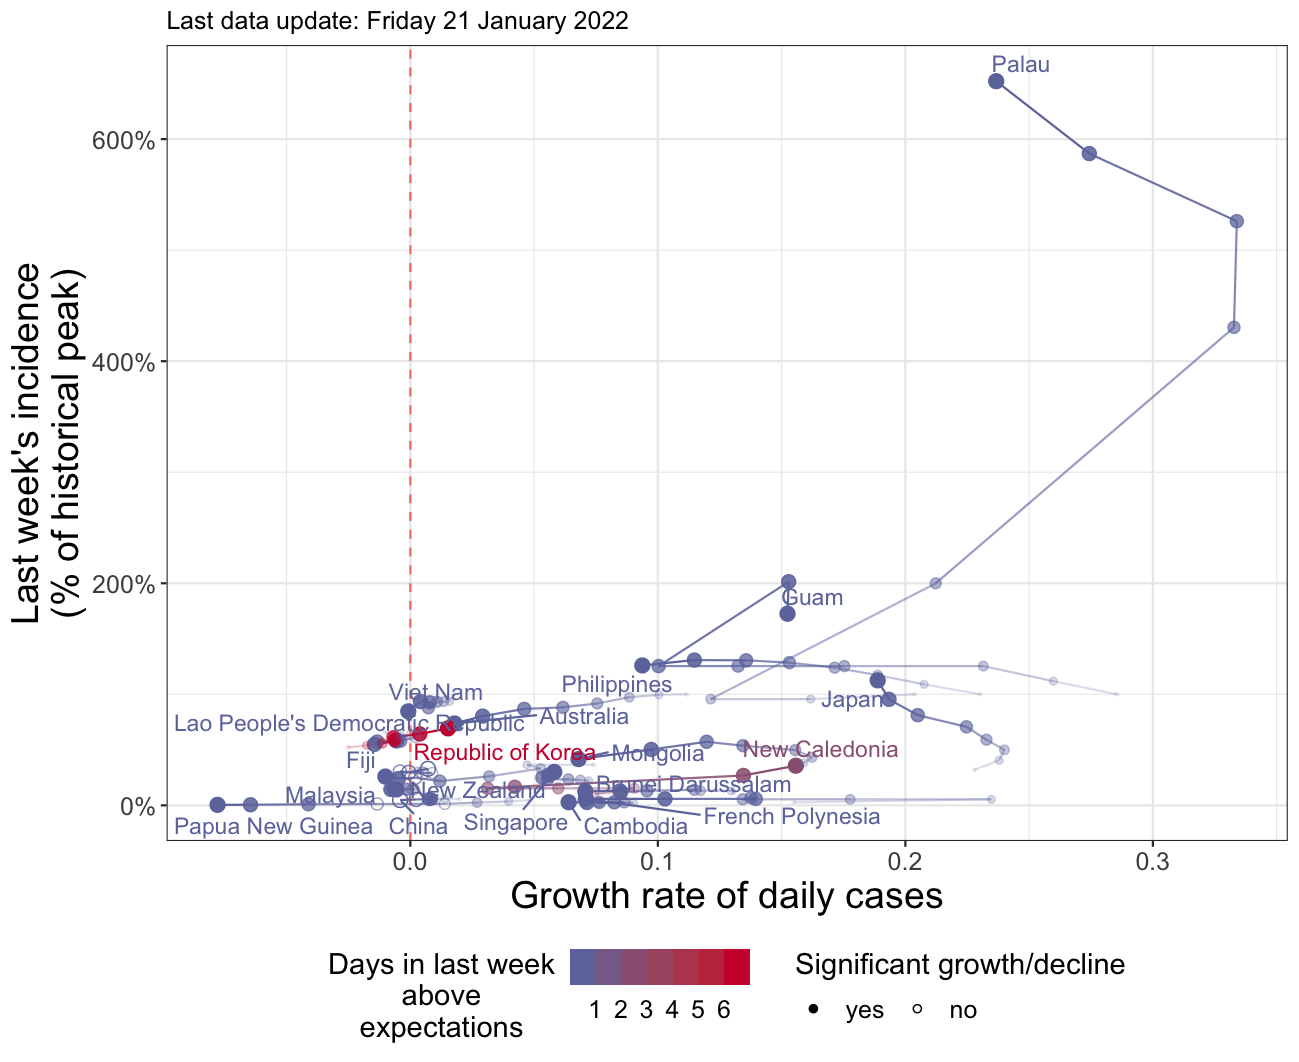 Last data update: Friday 21 January 2022
Last week's incidence
(% of historical peak)
600%
400%
200%
0%
Palau
Guam
Philippines
Viet Nam
Japan
Lao People's Democratic Republic
Australia
Republic of Korea
Mongolia
New Caledonia
Fiji
Malaysia
New Zealand
Brunei Darussalam
Papua New Guinea
China
Singapore
Cambodia
French Polynesia
0.0
0.1
0.2
0.3
Growth rate of daily cases
Days in last week
above
expectations
1 2 3 4 5 6
Significant growth/decline
yes
no